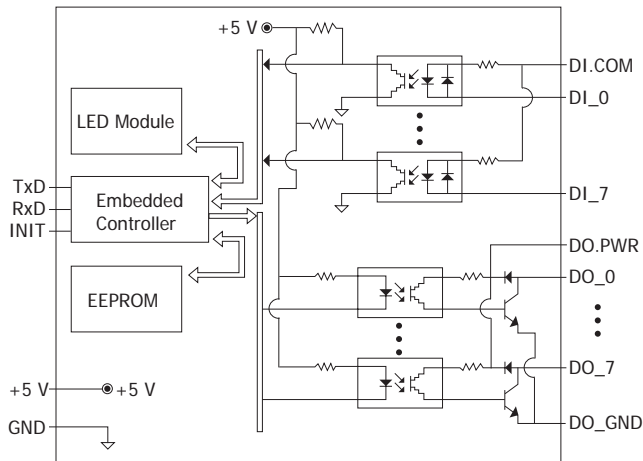 +5 V
LED Module
TxD
RxD
INIT
Embedded
Controller
EEPROM
+5 V
+5 V
GND
DI.COM
DI_0
DI_7
DO.PWR
DO_0
DO_7
DO_GND